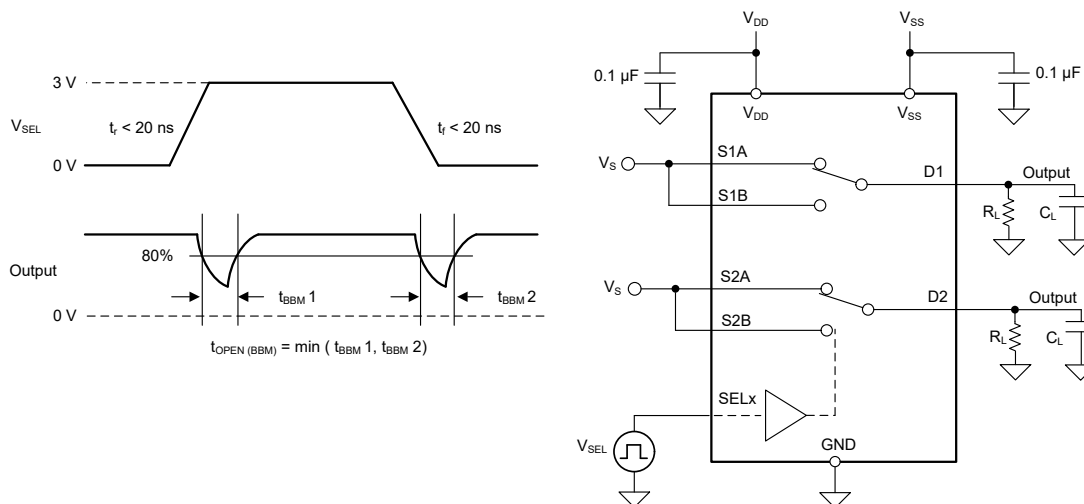 3 V
V_SEL
t_r < 20 ns
t_f < 20 ns
0 V
80%
Output
t_BBM 1
t_BBM 2
0 V
t_OPEN (BBM) = min ( t_BBM 1, t_BBM 2)
V_DD
V_SS
0.1 µF
0.1 µF
V_DD
V_SS
V_S
S1A
D1
Output
S1B
R_L
C_L
V_S
S2A
D2
Output
S2B
R_L
C_L
SELx
V_SEL
GND